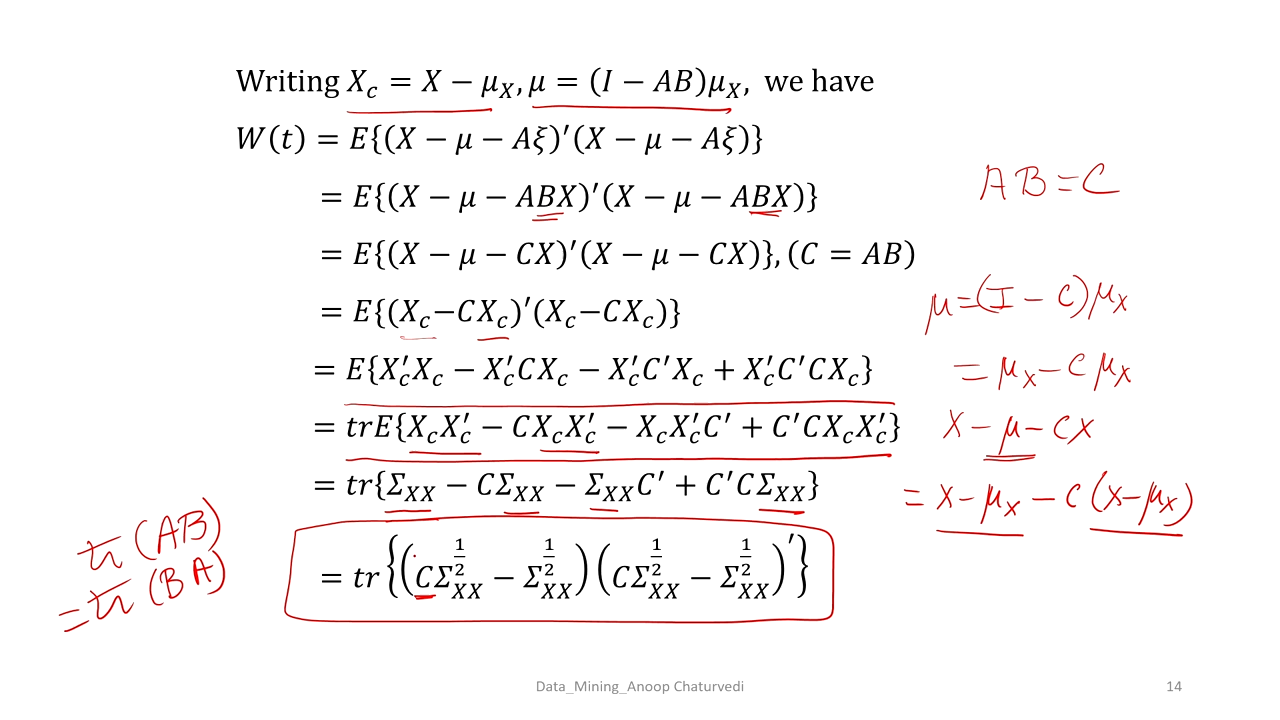 Writing X_c = X − μ_X, μ = (I − AB)μ_X, we have
W(t) = E{(X − μ − Aξ)′(X − μ − Aξ)}
= E{(X − μ − ABX)′(X − μ − ABX)}
= E{(X − μ − CX)′(X − μ − CX)}, (C = AB)
= E{(X_c−CX_c)′(X_c−CX_c)}
= E{X_c′X_c − X_c′CX_c − X_c′C′X_c + X_c′C′CX_c}
= trE{X_cX_c′ − CX_cX_c′ − X_cX_c′C′ + C′CX_cX_c′}
= tr{Σ_XX − CΣ_XX − Σ_XXC′ + C′CΣ_XX}
= tr{(CΣ_XX^{1/2} − Σ_XX^{1/2})(CΣ_XX^{1/2} − Σ_XX^{1/2})′}
AB = C
μ = (I − C)μ_X
= μ_X − Cμ_X
X − μ − CX
= X − μ_X − C(X − μ_X)
tr(AB)
= tr(BA)
Data_Mining_Anoop Chaturvedi
14